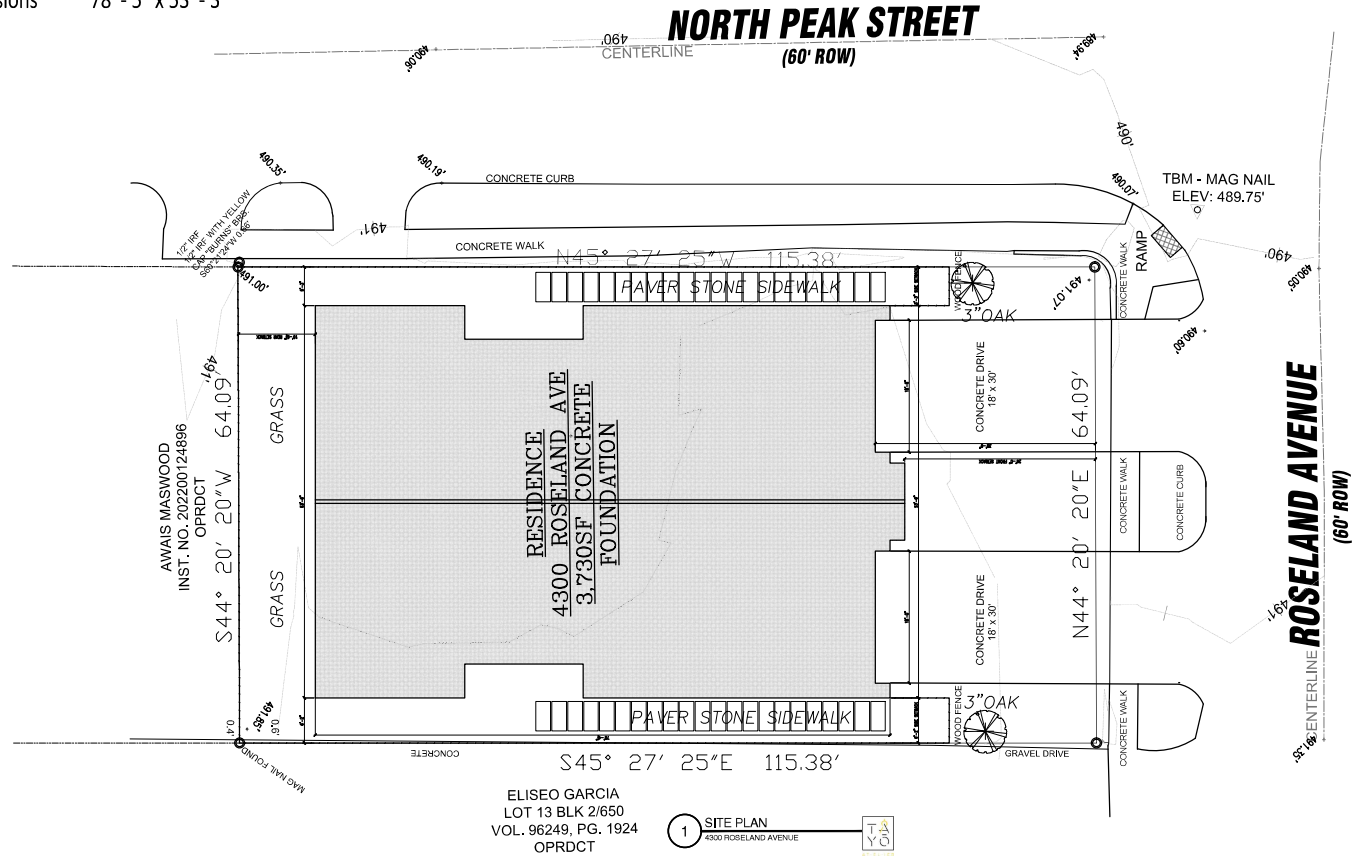 78' - 5" x 53' - 3"
NORTH PEAK STREET
(60' ROW)
CENTERLINE
490'
490.06'
489.94'
490'
490.35'
490.19'
CONCRETE CURB
490.07'
TBM - MAG NAIL
ELEV: 489.75'
1/2" IRF
1/2" IRF WITH YELLOW
CAP "BURNS"
491'
CONCRETE WALK
N45° 27' 25"W 115.38'
CONCRETE WALK
RAMP
490'
490.05'
491.00'
PAVER STONE SIDEWALK
WOOD FENCE
3"OAK
491.07'
490.60'
491'
GRASS
GRASS
AWAIS MASWOOD
INST. NO. 202200124896
OPRDCT
S44° 20' 20"W 64.09'
RESIDENCE
4300 ROSELAND AVE
3,730SF CONCRETE
FOUNDATION
CONCRETE DRIVE
18' x 30'
CONCRETE DRIVE
18' x 30'
N44° 20' 20"E 64.09'
CONCRETE WALK
CONCRETE CURB
ROSELAND AVENUE
(60' ROW)
CENTERLINE
491'
491.35'
0.4'
491.85'
0.6'
MAG NAIL FOUND
PAVER STONE SIDEWALK
WOOD FENCE
3"OAK
CONCRETE WALK
CONCRETE
GRAVEL DRIVE
S45° 27' 25"E 115.38'
ELISEO GARCIA
LOT 13 BLK 2/650
VOL. 96249, PG. 1924
OPRDCT
1 SITE PLAN
4300 ROSELAND AVENUE
TA
YO